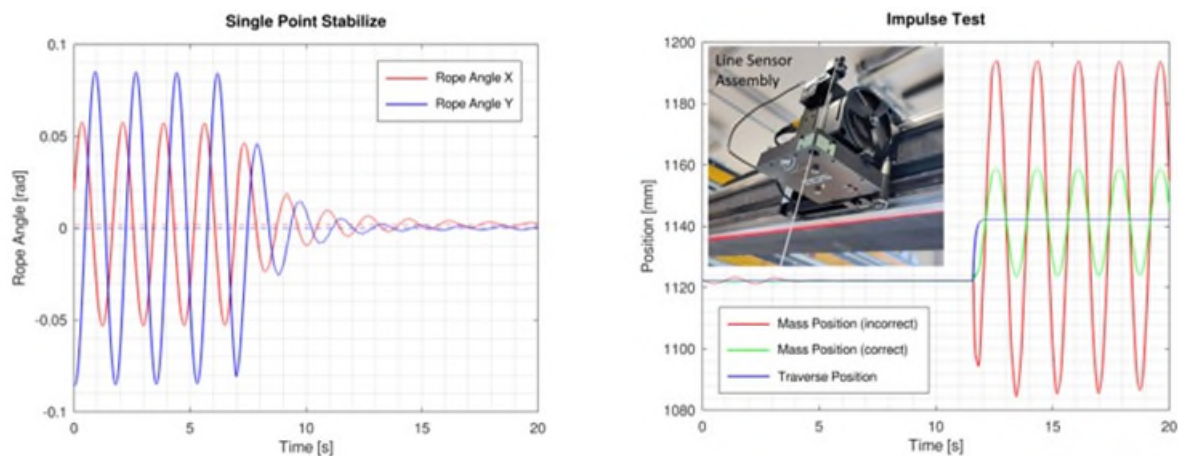 Single Point Stabilize
0.1
0.05
0
-0.05
-0.1
Rope Angle [rad]
Rope Angle X
Rope Angle Y
0
5
10
15
20
Time [s]
Impulse Test
1200
1180
1160
1140
1120
1100
1080
Position [mm]
Line Sensor
Assembly
Mass Position (incorrect)
Mass Position (correct)
Traverse Position
0
5
10
15
20
Time [s]